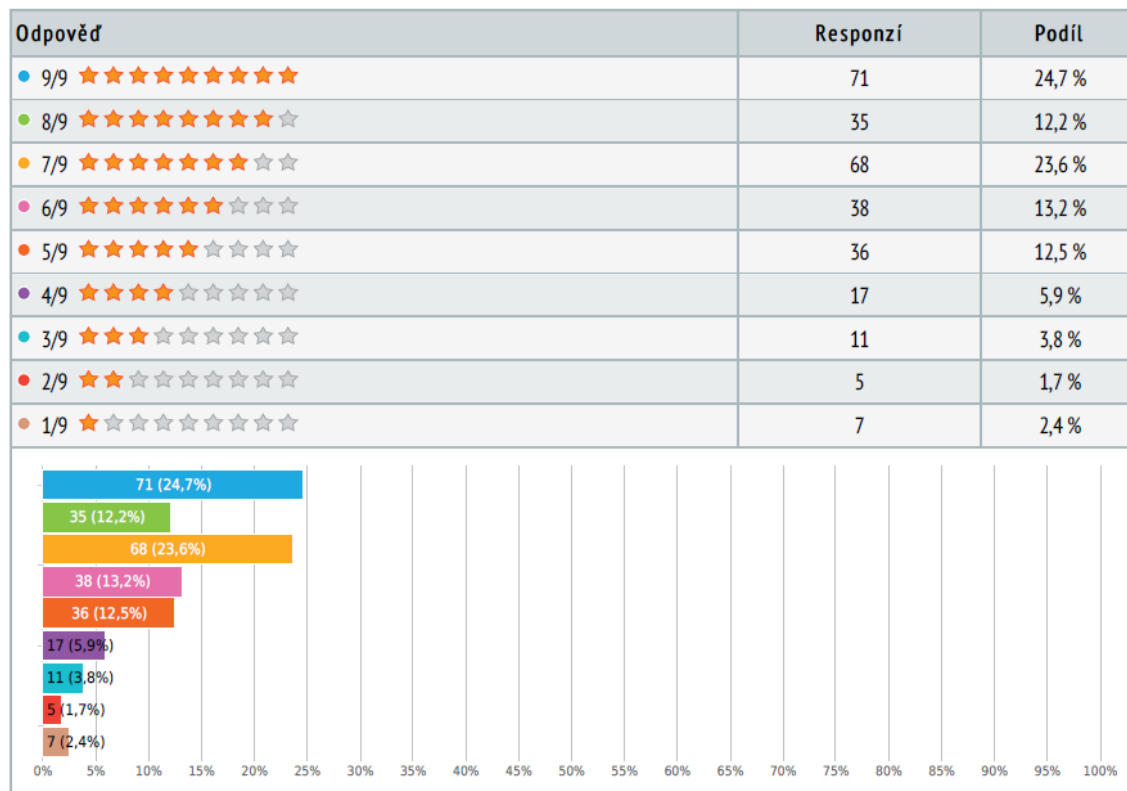 Odpověď Responzí Podíl
9/9 71 24,7 %
8/9 35 12,2 %
7/9 68 23,6 %
6/9 38 13,2 %
5/9 36 12,5 %
4/9 17 5,9 %
3/9 11 3,8 %
2/9 5 1,7 %
1/9 7 2,4 %
71 (24,7%)
35 (12,2%)
68 (23,6%)
38 (13,2%)
36 (12,5%)
17 (5,9%)
11 (3,8%)
5 (1,7%)
7 (2,4%)
0% 5% 10% 15% 20% 25% 30% 35% 40% 45% 50% 55% 60% 65% 70% 75% 80% 85% 90% 95% 100%